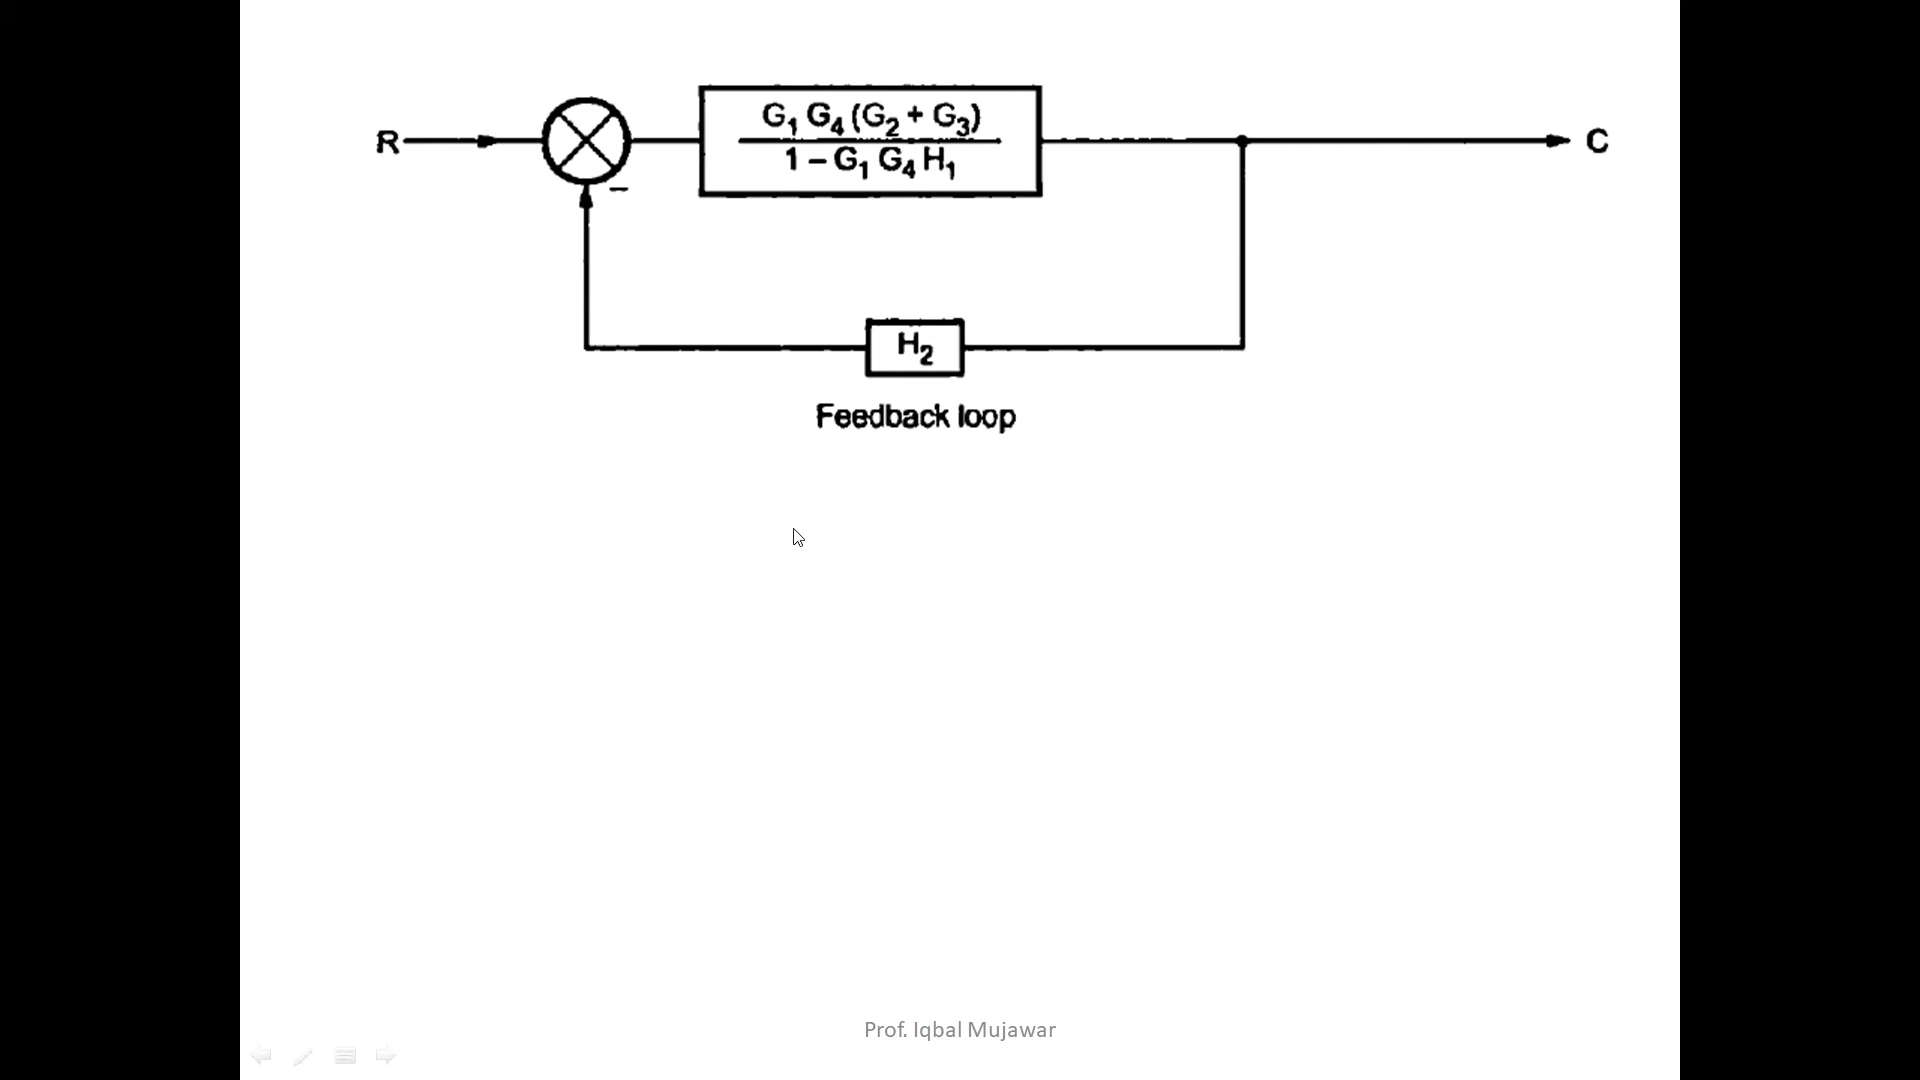 R
G₁ G₄ (G₂ + G₃)
1 – G₁ G₄ H₁
C
–
H₂
Feedback loop
Prof. Iqbal Mujawar